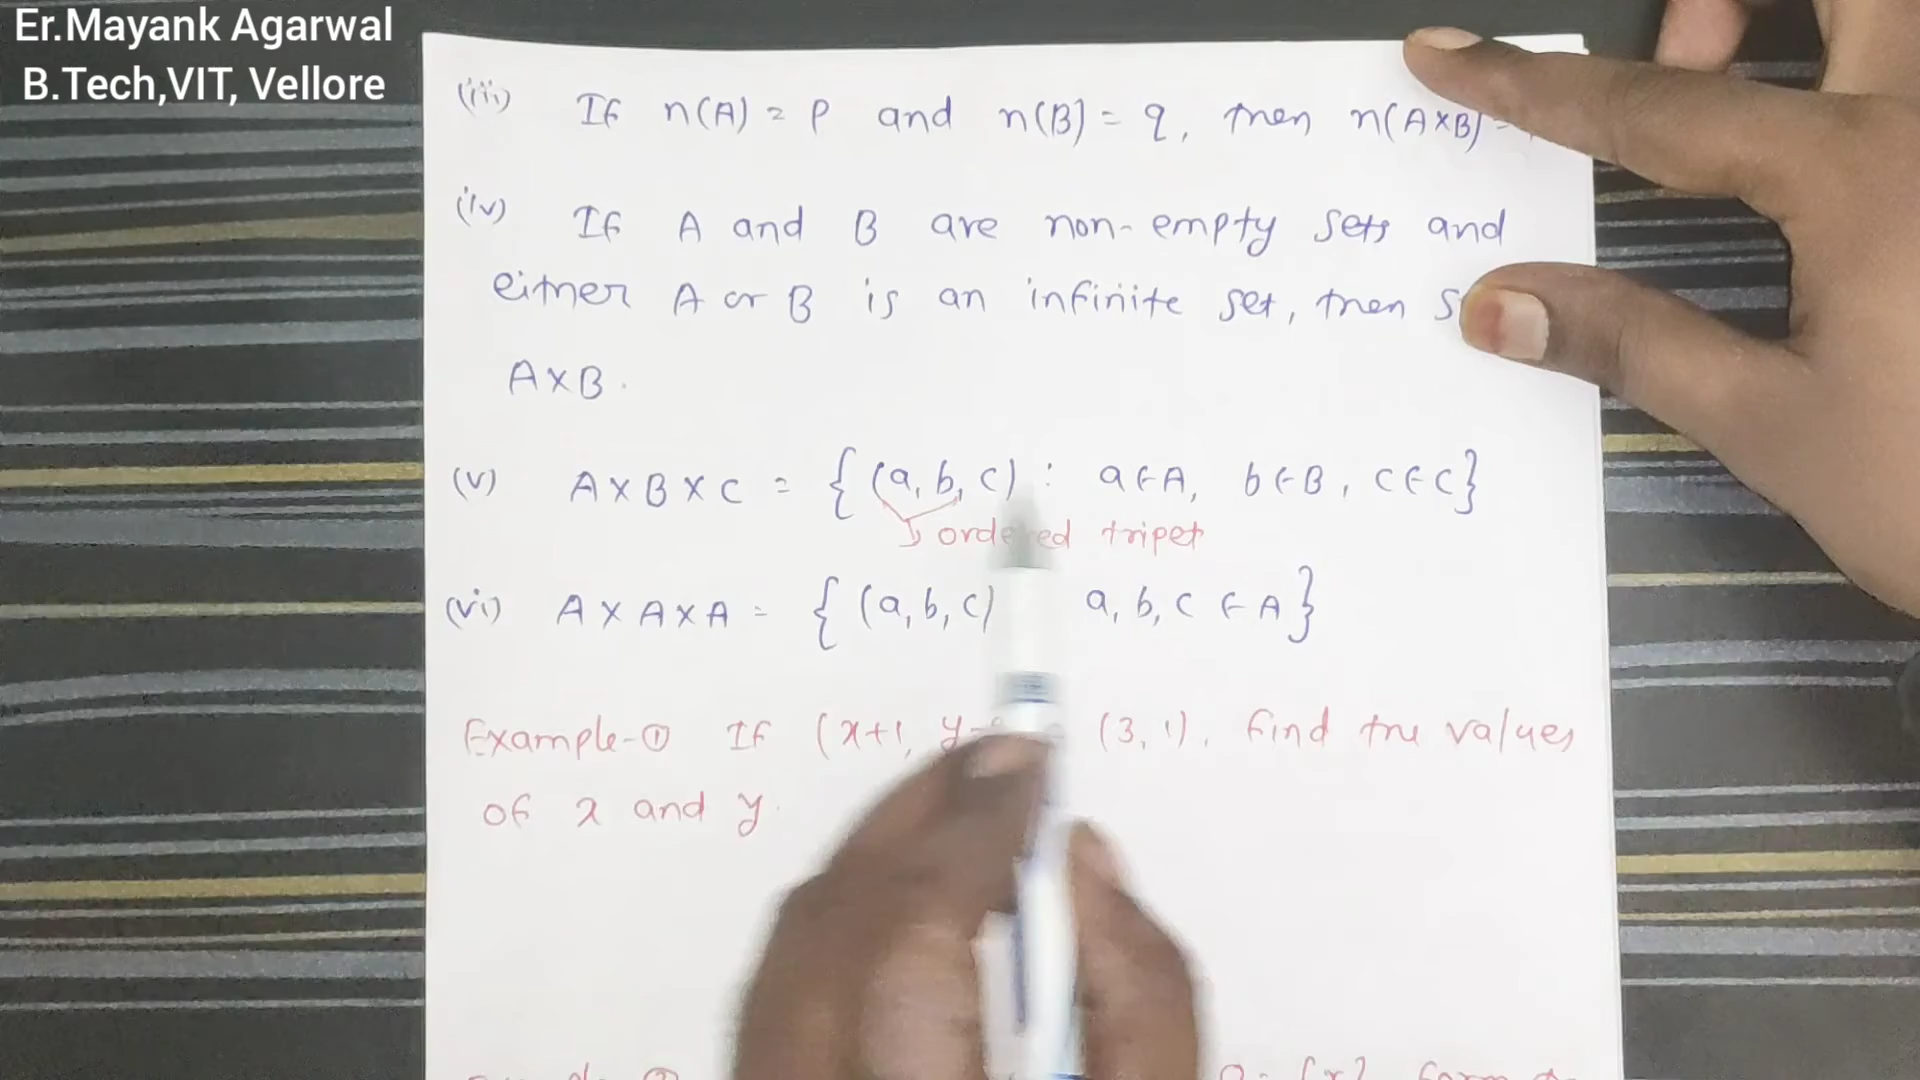 Er.Mayank Agarwal
B.Tech,VIT, Vellore
(iii) If n(A) = p and n(B) = q, then n(A×B) =
(iv) If A and B are non-empty sets and
either A or B is an infinite set, then
A×B.
(v) A×B×C = {(a, b, c) : a∈A, b∈B, c∈C}
ordered tripet
(vi) A×A×A = {(a, b, c) a, b, c ∈ A}
Example-① If (x+1, y- (3, 1). Find the values
of x and y.